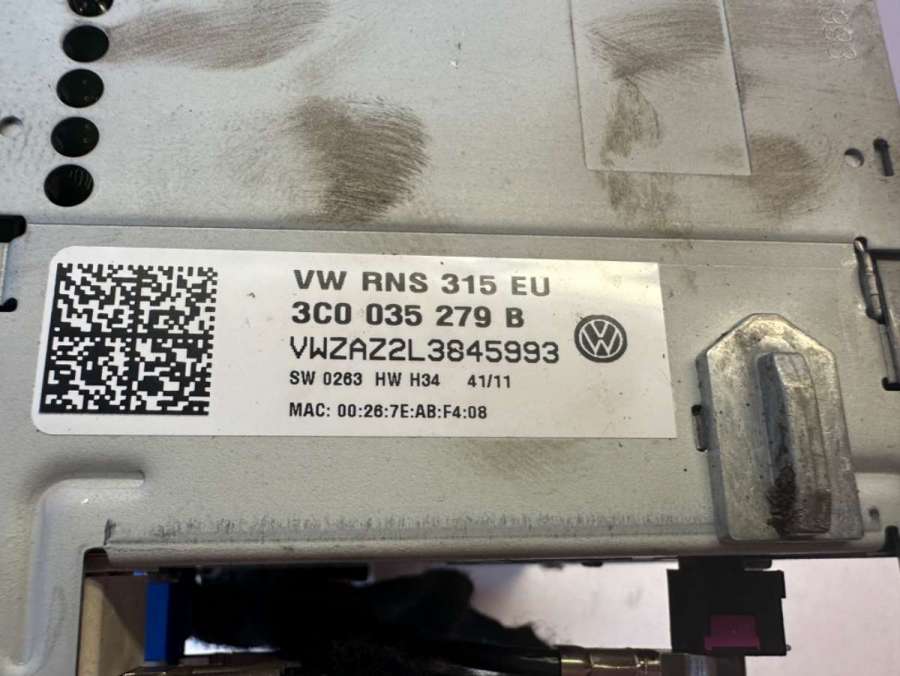 VW RNS 315 EU
3C0 035 279 B
VWZAZ2L3845993
SW 0263 HW H34 41/11
MAC: 00:26:7E:AB:F4:08